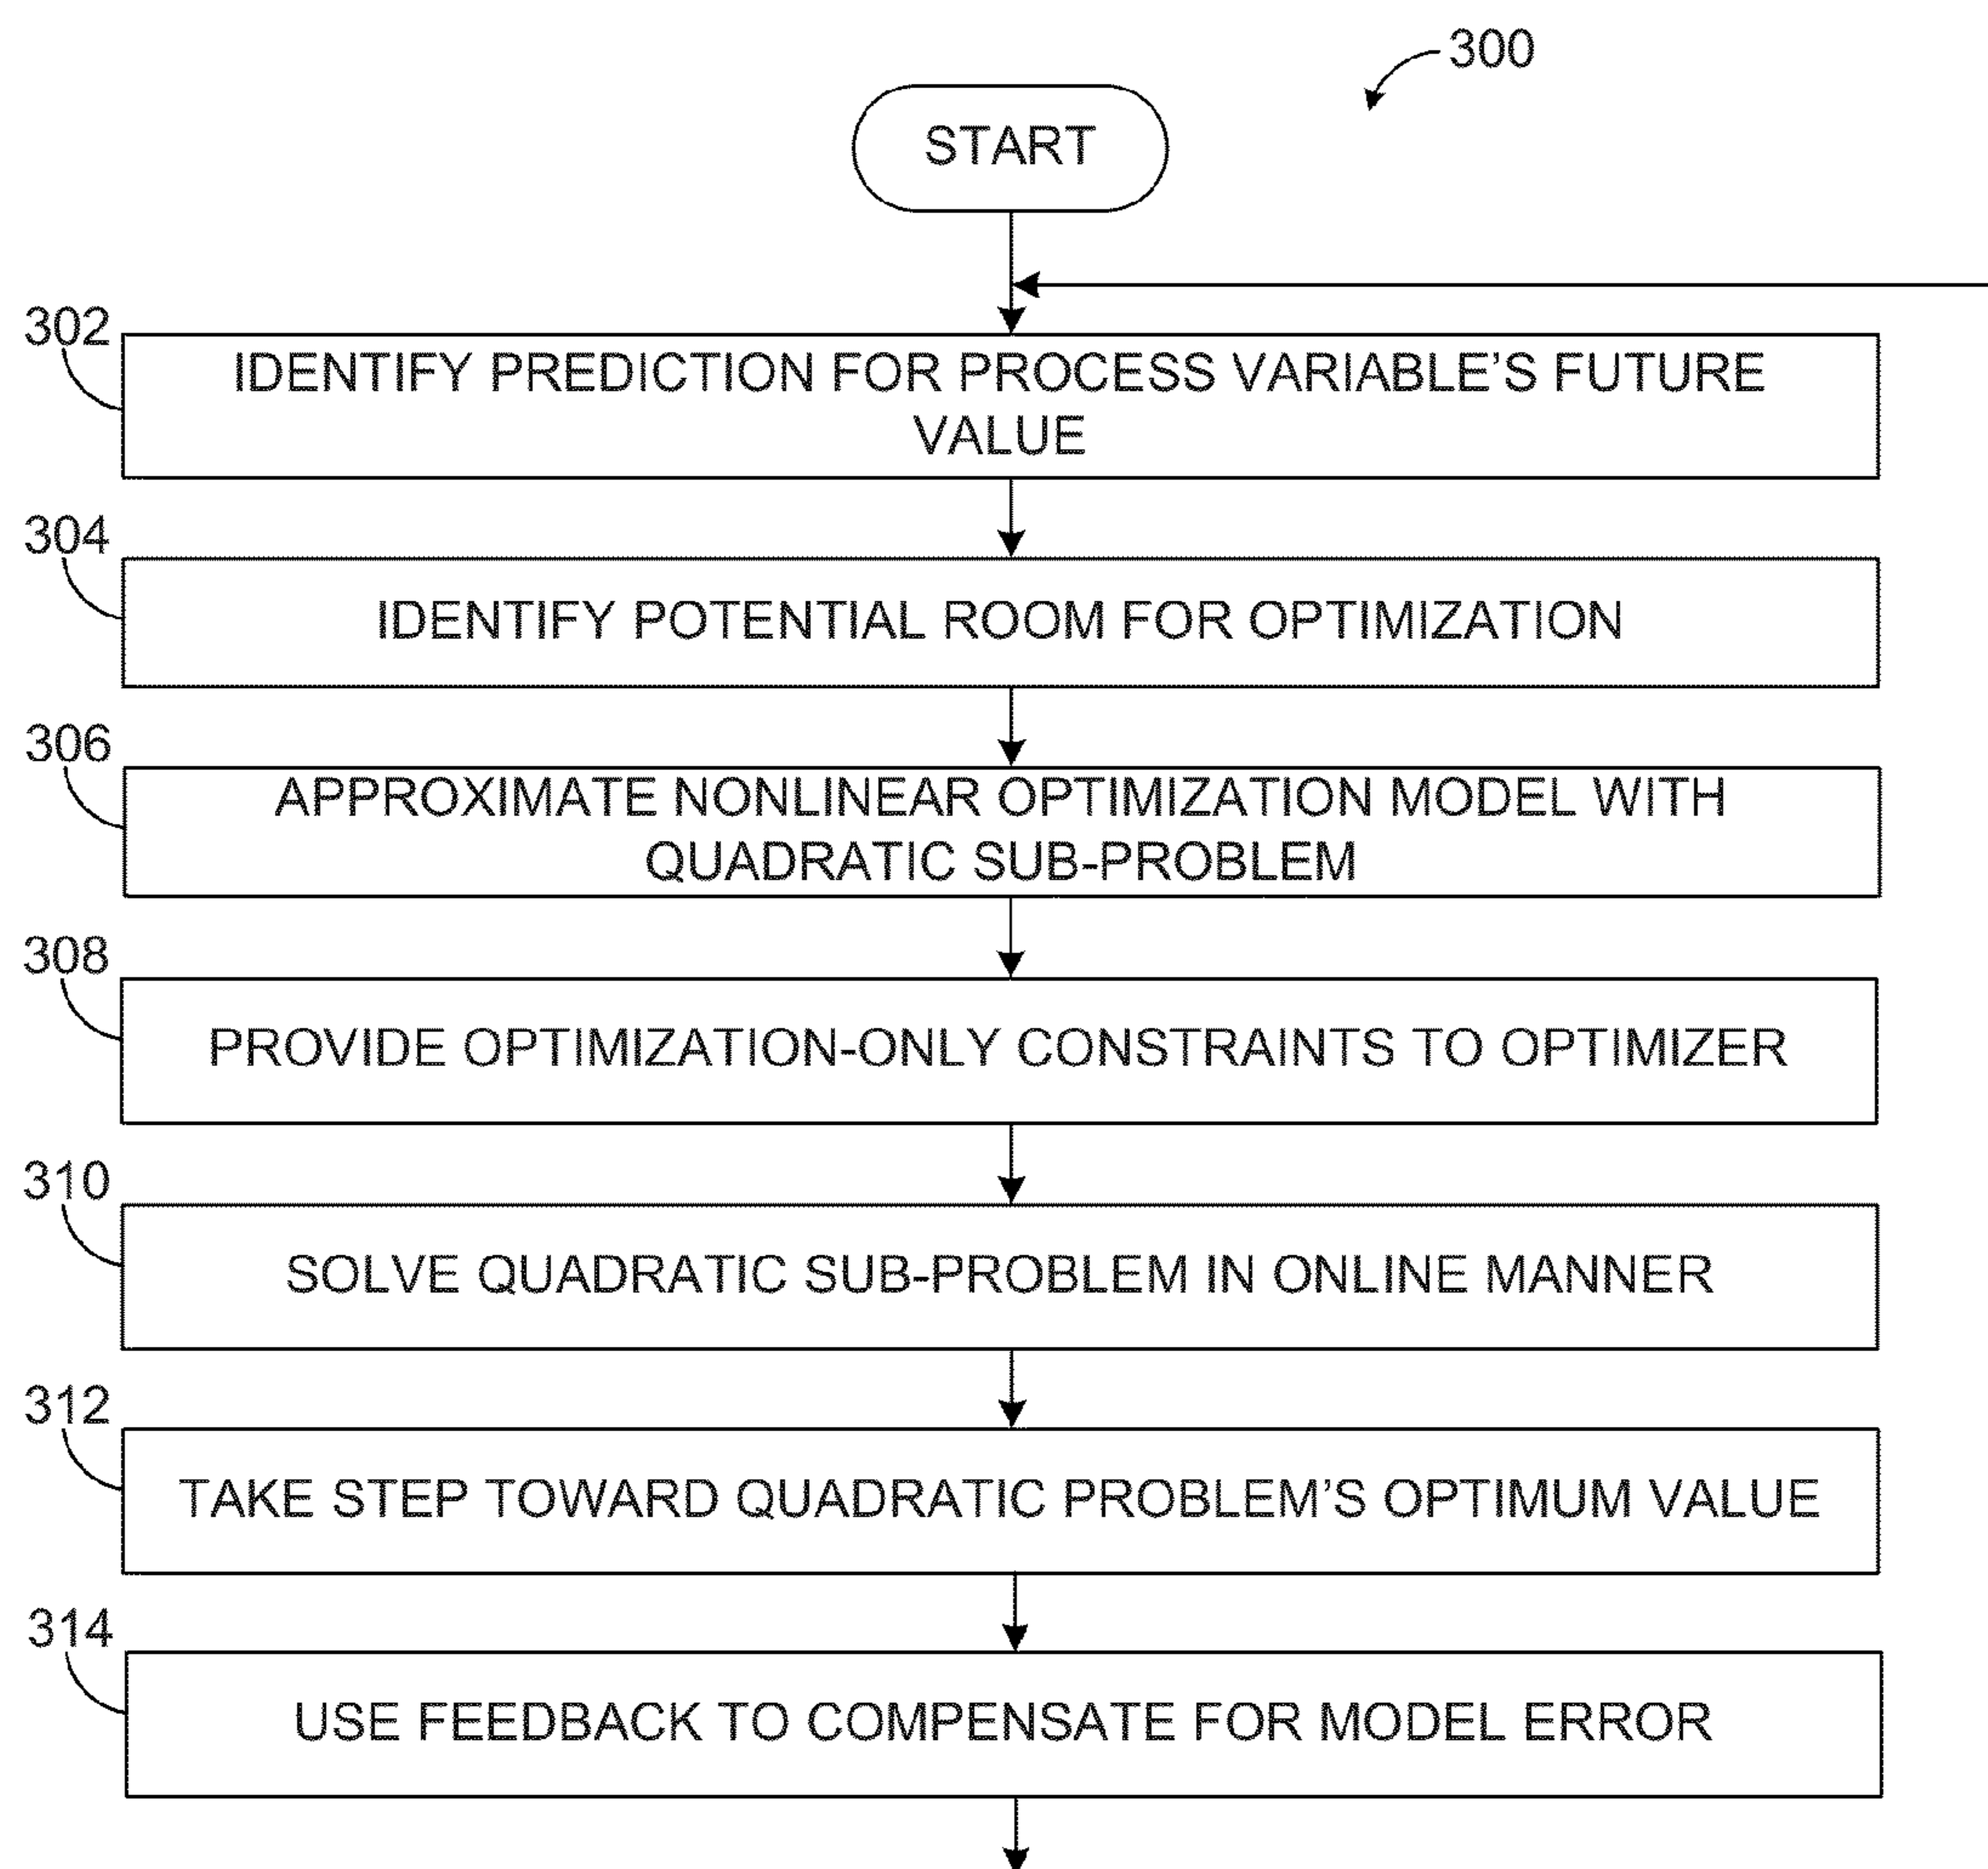 300
START
302
IDENTIFY PREDICTION FOR PROCESS VARIABLE'S FUTURE
VALUE
304
IDENTIFY POTENTIAL ROOM FOR OPTIMIZATION
306
APPROXIMATE NONLINEAR OPTIMIZATION MODEL WITH
QUADRATIC SUB-PROBLEM
308
PROVIDE OPTIMIZATION-ONLY CONSTRAINTS TO OPTIMIZER
310
SOLVE QUADRATIC SUB-PROBLEM IN ONLINE MANNER
312
TAKE STEP TOWARD QUADRATIC PROBLEM'S OPTIMUM VALUE
314
USE FEEDBACK TO COMPENSATE FOR MODEL ERROR